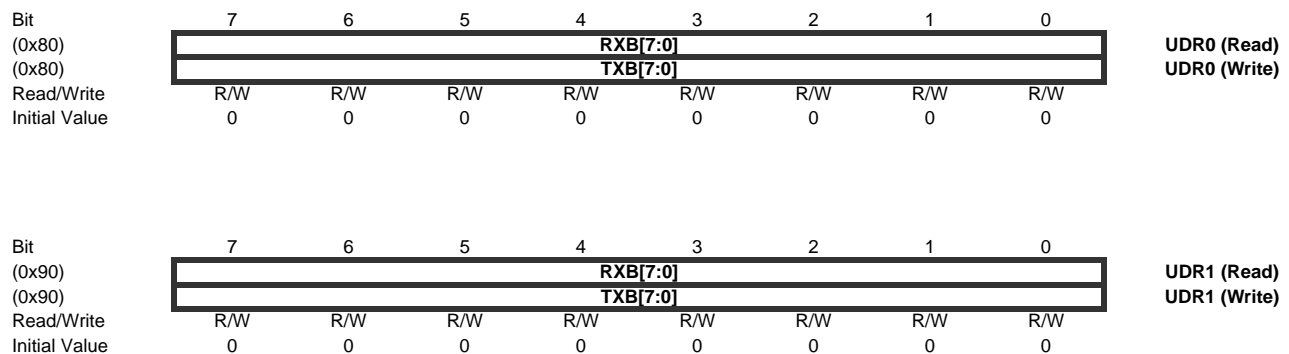 Bit 7 6 5 4 3 2 1 0
(0x80) RXB[7:0] UDR0 (Read)
(0x80) TXB[7:0] UDR0 (Write)
Read/Write R/W R/W R/W R/W R/W R/W R/W R/W
Initial Value 0 0 0 0 0 0 0 0
Bit 7 6 5 4 3 2 1 0
(0x90) RXB[7:0] UDR1 (Read)
(0x90) TXB[7:0] UDR1 (Write)
Read/Write R/W R/W R/W R/W R/W R/W R/W R/W
Initial Value 0 0 0 0 0 0 0 0